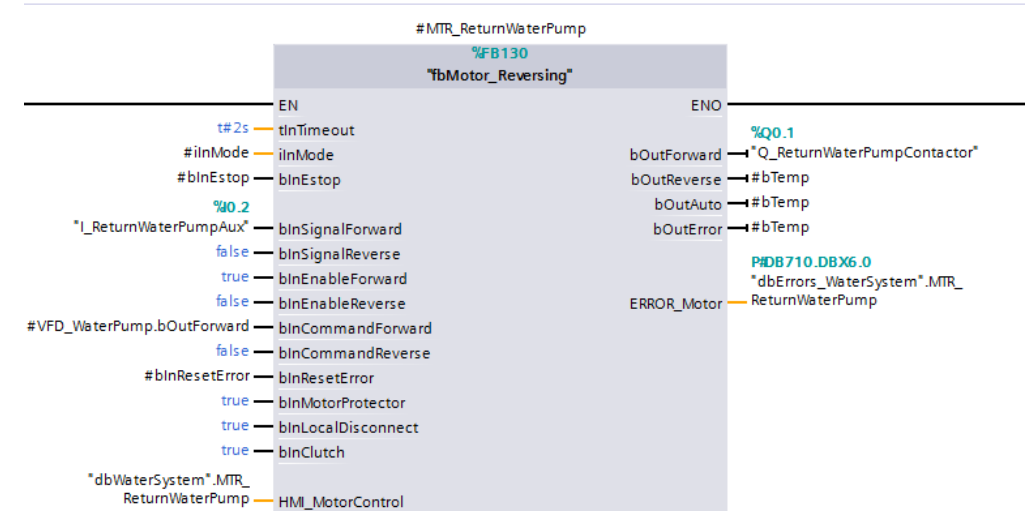 #MTR_ReturnWaterPump
%FB130
"fbMotor_Reversing"
EN ENO
t#2s tInTimeout
%Q0.1
#iInMode iInMode bOutForward "Q_ReturnWaterPumpContactor"
#bInEstop bInEstop bOutReverse #bTemp
bOutAuto #bTemp
%I0.2
"I_ReturnWaterPumpAux" bInSignalForward bOutError #bTemp
false bInSignalReverse
P#DB710.DBX6.0
true bInEnableForward "dbErrors_WaterSystem".MTR_
false bInEnableReverse ERROR_Motor ReturnWaterPump
#VFD_WaterPump.bOutForward bInCommandForward
false bInCommandReverse
#bInResetError bInResetError
true bInMotorProtector
true bInLocalDisconnect
true bInClutch
"dbWaterSystem".MTR_
ReturnWaterPump HMI_MotorControl